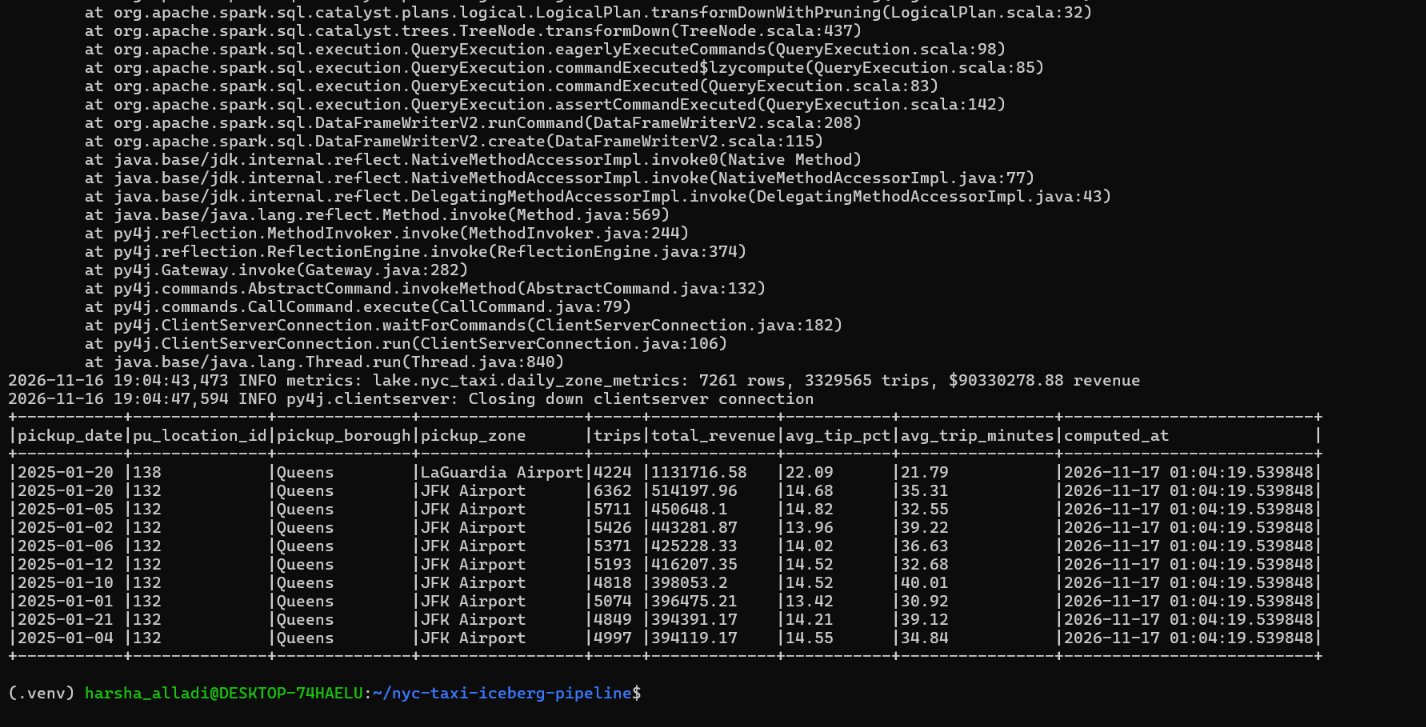 at org.apache.spark.sql.catalyst.plans.logical.LogicalPlan.transformDownWithPruning(LogicalPlan.scala:32)
at org.apache.spark.sql.catalyst.trees.TreeNode.transformDown(TreeNode.scala:437)
at org.apache.spark.sql.execution.QueryExecution.eagerlyExecuteCommands(QueryExecution.scala:98)
at org.apache.spark.sql.execution.QueryExecution.commandExecuted$lzycompute(QueryExecution.scala:85)
at org.apache.spark.sql.execution.QueryExecution.commandExecuted(QueryExecution.scala:83)
at org.apache.spark.sql.execution.QueryExecution.assertCommandExecuted(QueryExecution.scala:142)
at org.apache.spark.sql.DataFrameWriterV2.runCommand(DataFrameWriterV2.scala:208)
at org.apache.spark.sql.DataFrameWriterV2.create(DataFrameWriterV2.scala:115)
at java.base/jdk.internal.reflect.NativeMethodAccessorImpl.invoke0(Native Method)
at java.base/jdk.internal.reflect.NativeMethodAccessorImpl.invoke(NativeMethodAccessorImpl.java:77)
at java.base/jdk.internal.reflect.DelegatingMethodAccessorImpl.invoke(DelegatingMethodAccessorImpl.java:43)
at java.base/java.lang.reflect.Method.invoke(Method.java:569)
at py4j.reflection.MethodInvoker.invoke(MethodInvoker.java:244)
at py4j.reflection.ReflectionEngine.invoke(ReflectionEngine.java:374)
at py4j.Gateway.invoke(Gateway.java:282)
at py4j.commands.AbstractCommand.invokeMethod(AbstractCommand.java:132)
at py4j.commands.CallCommand.execute(CallCommand.java:79)
at py4j.ClientServerConnection.waitForCommands(ClientServerConnection.java:182)
at py4j.ClientServerConnection.run(ClientServerConnection.java:106)
at java.base/java.lang.Thread.run(Thread.java:840)
2026-11-16 19:04:43,473 INFO metrics: lake.nyc_taxi.daily_zone_metrics: 7261 rows, 3329565 trips, $90330278.88 revenue
2026-11-16 19:04:47,594 INFO py4j.clientserver: Closing down clientserver connection
+-----------+--------------+--------------+-----------------+-----+-------------+-----------+----------------+--------------------------+
|pickup_date|pu_location_id|pickup_borough|pickup_zone      |trips|total_revenue|avg_tip_pct|avg_trip_minutes|computed_at               |
+-----------+--------------+--------------+-----------------+-----+-------------+-----------+----------------+--------------------------+
|2025-01-20 |138           |Queens        |LaGuardia Airport|4224 |1131716.58   |22.09      |21.79           |2026-11-17 01:04:19.539848|
|2025-01-20 |132           |Queens        |JFK Airport      |6362 |514197.96    |14.68      |35.31           |2026-11-17 01:04:19.539848|
|2025-01-05 |132           |Queens        |JFK Airport      |5711 |450648.1     |14.82      |32.55           |2026-11-17 01:04:19.539848|
|2025-01-02 |132           |Queens        |JFK Airport      |5426 |443281.87    |13.96      |39.22           |2026-11-17 01:04:19.539848|
|2025-01-06 |132           |Queens        |JFK Airport      |5371 |425228.33    |14.02      |36.63           |2026-11-17 01:04:19.539848|
|2025-01-12 |132           |Queens        |JFK Airport      |5193 |416207.35    |14.52      |32.68           |2026-11-17 01:04:19.539848|
|2025-01-10 |132           |Queens        |JFK Airport      |4818 |398053.2     |14.52      |40.01           |2026-11-17 01:04:19.539848|
|2025-01-01 |132           |Queens        |JFK Airport      |5074 |396475.21    |13.42      |30.92           |2026-11-17 01:04:19.539848|
|2025-01-21 |132           |Queens        |JFK Airport      |4849 |394391.17    |14.21      |39.12           |2026-11-17 01:04:19.539848|
|2025-01-04 |132           |Queens        |JFK Airport      |4997 |394119.17    |14.55      |34.84           |2026-11-17 01:04:19.539848|
+-----------+--------------+--------------+-----------------+-----+-------------+-----------+----------------+--------------------------+
(.venv) harsha_alladi@DESKTOP-74HAELU:~/nyc-taxi-iceberg-pipeline$